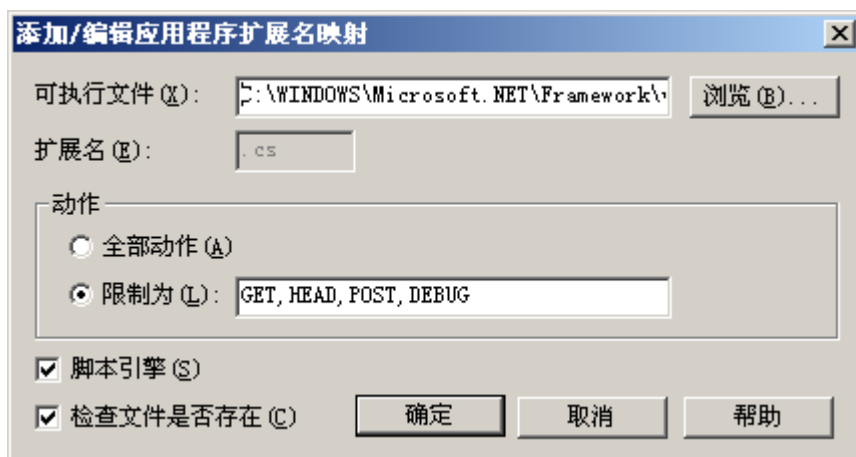 添加/编辑应用程序扩展名映射
可执行文件(X): C:\WINDOWS\Microsoft.NET\Framework\ 浏览(B)...
扩展名(E): .cs
动作
全部动作(A)
限制为(L): GET,HEAD,POST,DEBUG
脚本引擎(S)
检查文件是否存在(C) 确定 取消 帮助